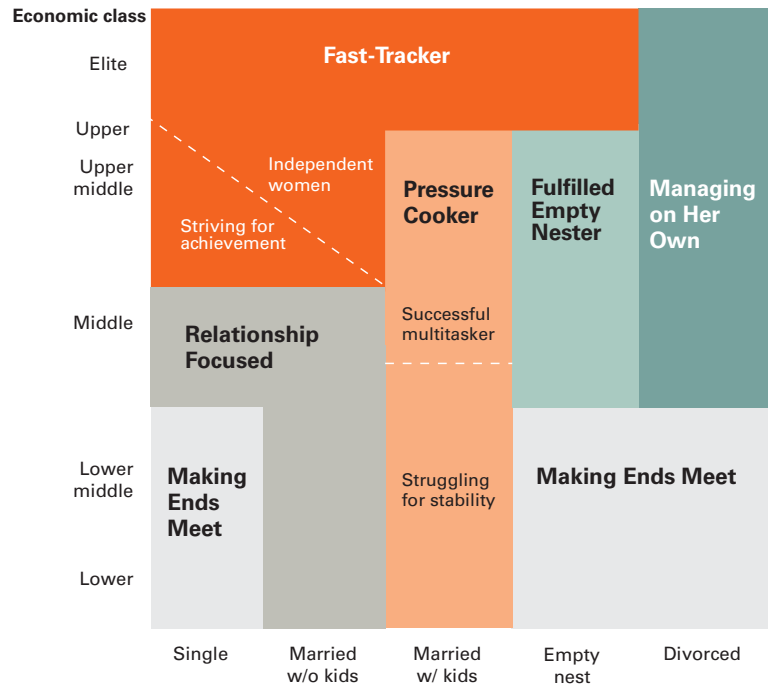 Economic class
Elite
Upper
Upper
middle
Middle
Lower
middle
Lower
Fast-Tracker
Independent
women
Striving for
achievement
Pressure
Cooker
Fulfilled
Empty
Nester
Managing
on Her
Own
Relationship
Focused
Successful
multitasker
Making
Ends
Meet
Struggling
for stability
Making Ends Meet
Single
Married
w/o kids
Married
w/ kids
Empty
nest
Divorced